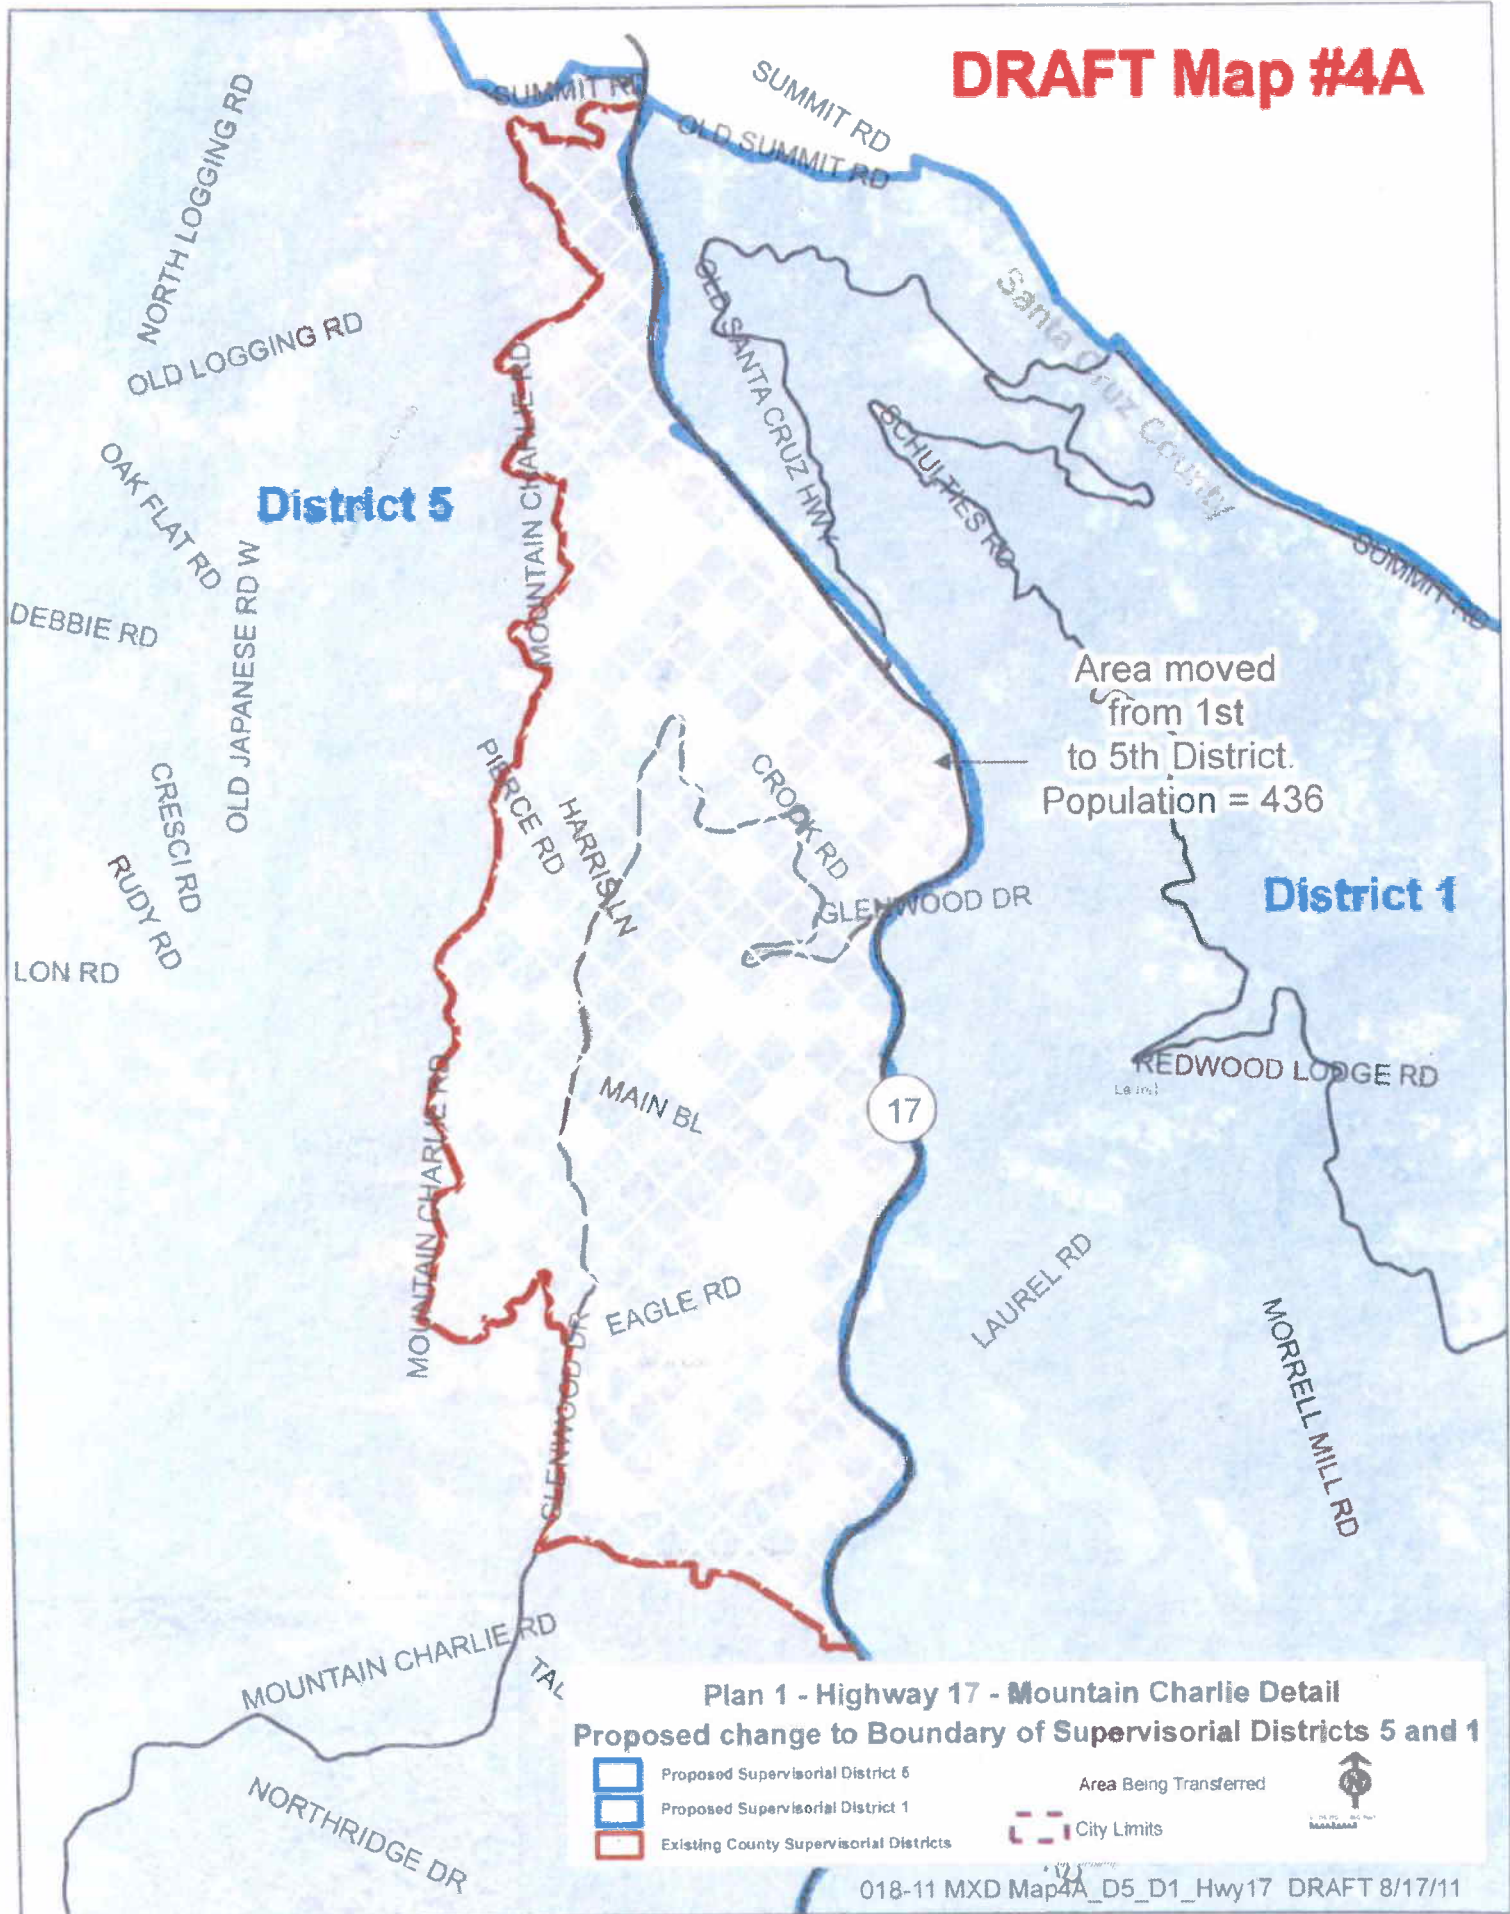 DRAFT Map #4A
SUMMIT RD
SUMMIT RD
OLD SUMMIT RD
NORTH LOGGING RD
OLD LOGGING RD
Santa Cruz County
OLD SANTA CRUZ HWY
MOUNTAIN CHARLIE RD
SCHULTIES RD
OAK FLAT RD
District 5
SUMMIT RD
DEBBIE RD
OLD JAPANESE RD W
Area moved
from 1st
to 5th District.
Population = 436
PIERCE RD
HARRIS LN
CROOK RD
CRESCI RD
RUDY RD
GLENWOOD DR
District 1
LON RD
REDWOOD LODGE RD
MAIN BL
17
MOUNTAIN CHARLIE RD
EAGLE RD
LAUREL RD
MORRELL MILL RD
GLENWOOD DR
MOUNTAIN CHARLIE RD
TAL
NORTHRIDGE DR
Plan 1 - Highway 17 - Mountain Charlie Detail
Proposed change to Boundary of Supervisorial Districts 5 and 1
Proposed Supervisorial District 5
Proposed Supervisorial District 1
Existing County Supervisorial Districts
Area Being Transferred
City Limits
N
018-11 MXD Map4A_D5_D1_Hwy17 DRAFT 8/17/11